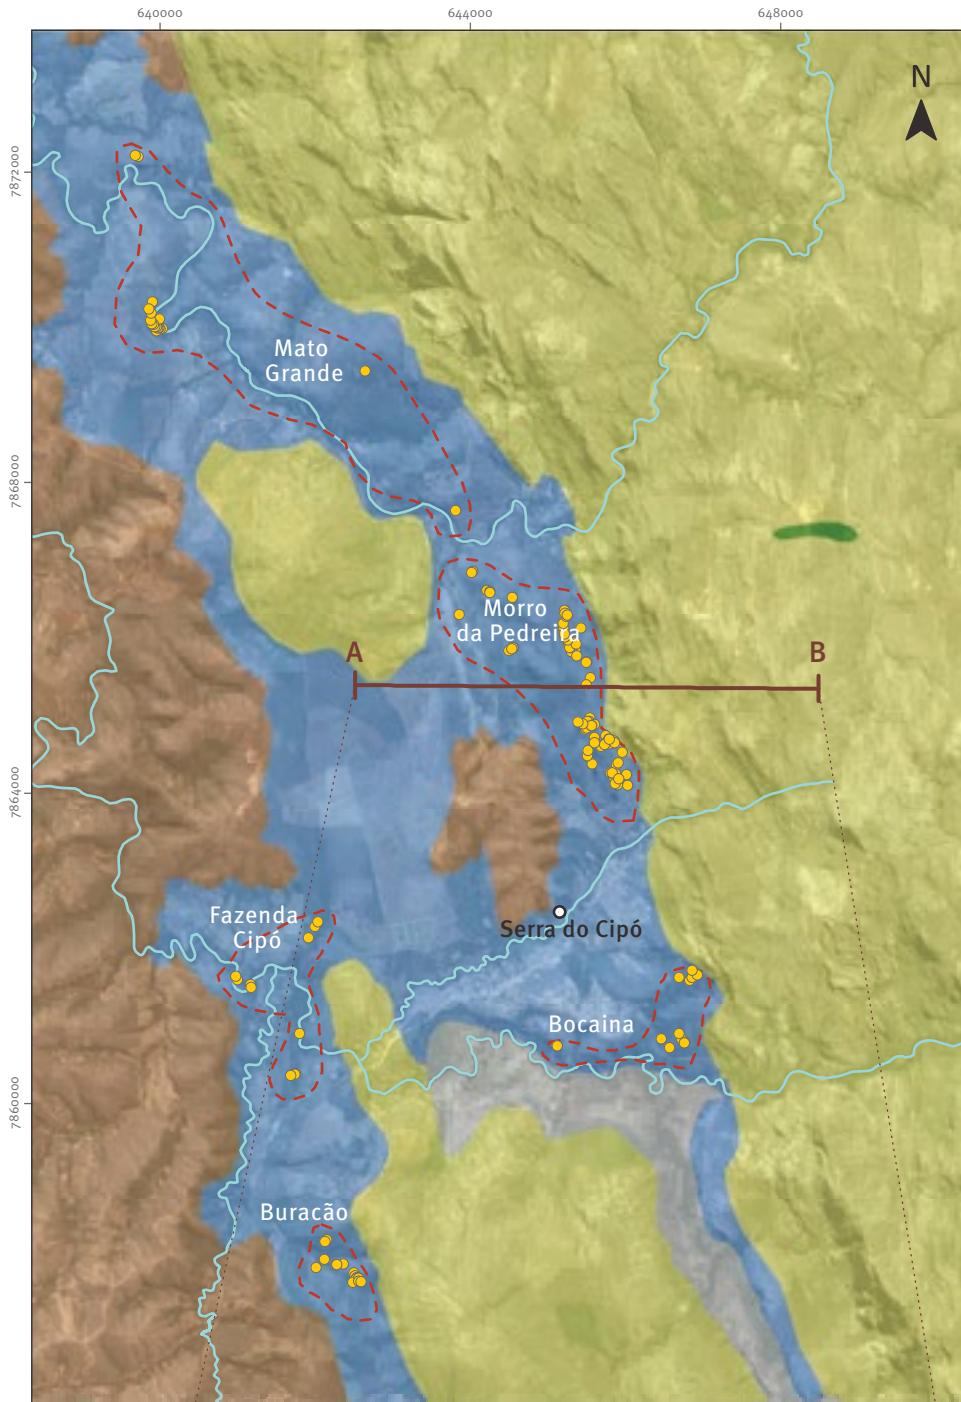 640000
644000
648000
N
7872000
Mato
Grande
7868000
Morro
da Pedreira
A
B
7864000
Fazenda
Cipó
Serra do Cipó
Bocaina
7860000
Buracão